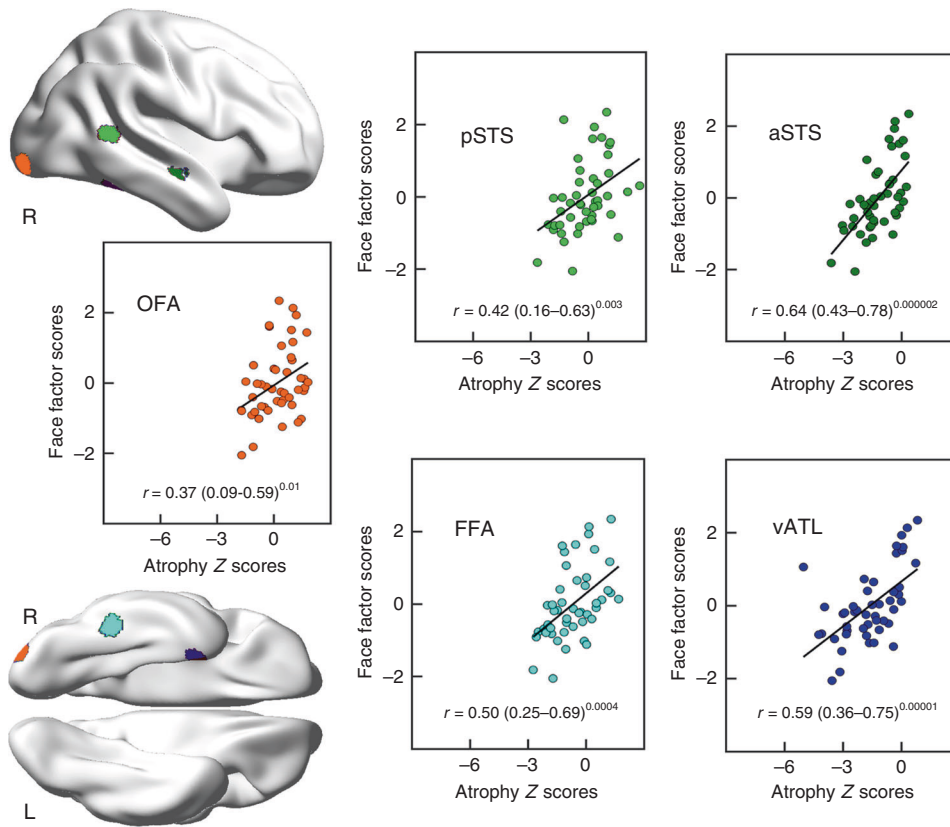 R
pSTS
Face factor scores
2
0
–2
r = 0.42 (0.16–0.63)0.003
–6
–3
0
Atrophy Z scores
aSTS
Face factor scores
2
0
–2
r = 0.64 (0.43–0.78)0.000002
–6
–3
0
Atrophy Z scores
OFA
Face factor scores
2
0
–2
r = 0.37 (0.09-0.59)0.01
–6
–3
0
Atrophy Z scores
R
L
FFA
Face factor scores
2
0
–2
r = 0.50 (0.25–0.69)0.0004
–6
–3
0
Atrophy Z scores
vATL
Face factor scores
2
0
–2
r = 0.59 (0.36–0.75)0.00001
–6
–3
0
Atrophy Z scores